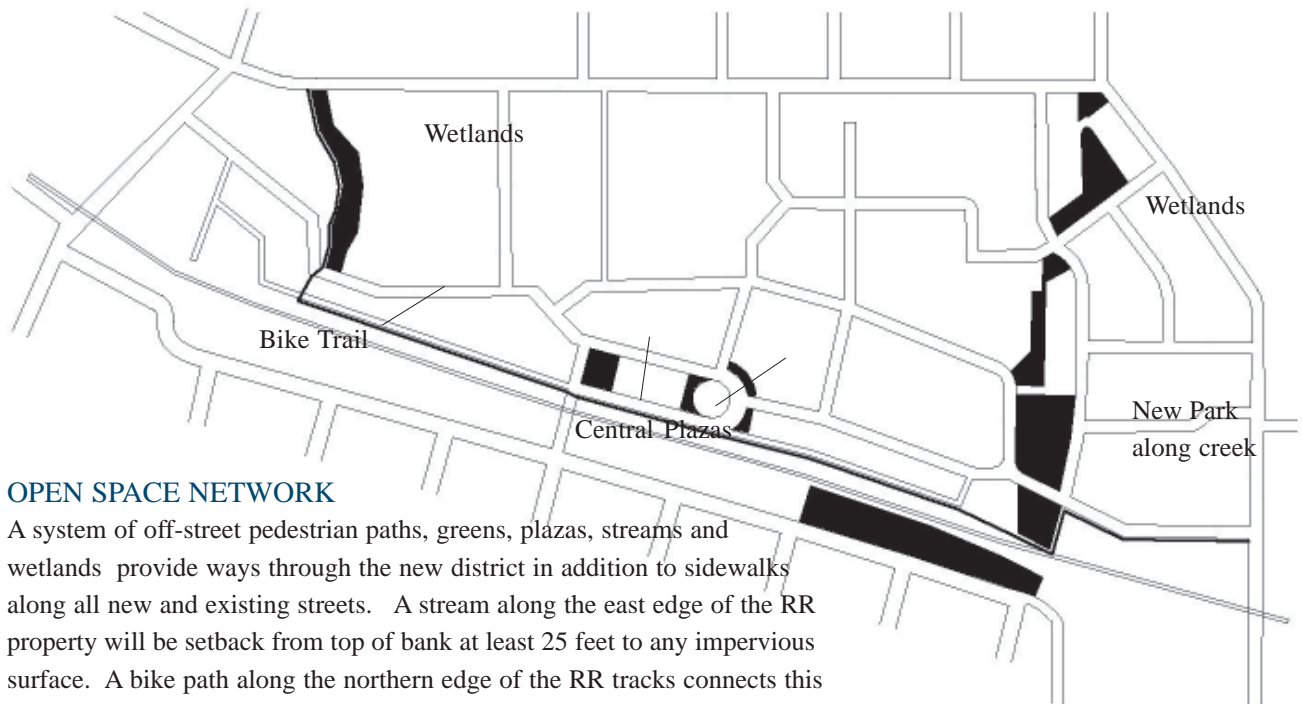 Wetlands
Wetlands
Bike Trail
Central Plazas
New Park
along creek
OPEN SPACE NETWORK
A system of off-street pedestrian paths, greens, plazas, streams and
wetlands provide ways through the new district in addition to sidewalks
along all new and existing streets. A stream along the east edge of the RR
property will be setback from top of bank at least 25 feet to any impervious
surface. A bike path along the northern edge of the RR tracks connects this